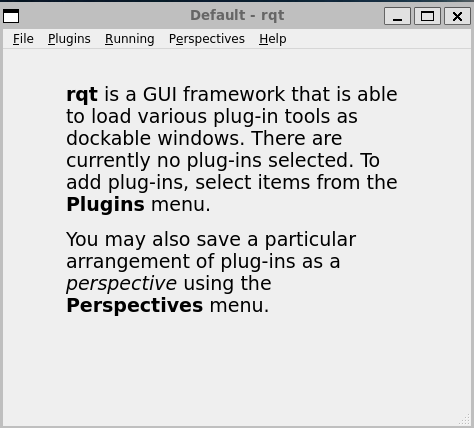 Default - rqt
File Plugins Running Perspectives Help
rqt is a GUI framework that is able
to load various plug-in tools as
dockable windows. There are
currently no plug-ins selected. To
add plug-ins, select items from the
Plugins menu.
You may also save a particular
arrangement of plug-ins as a
perspective using the
Perspectives menu.